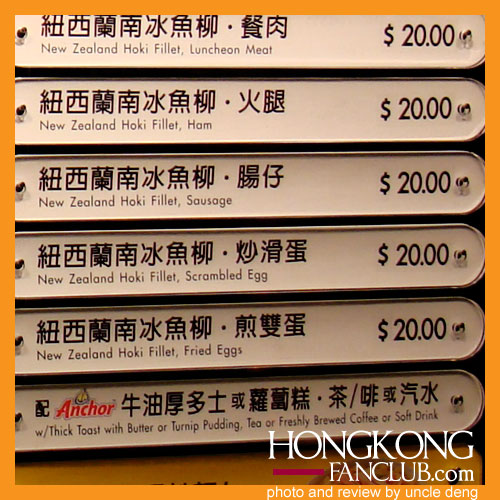 紐西蘭南冰魚柳·餐肉 $ 20.00
New Zealand Hoki Fillet, Luncheon Meat
紐西蘭南冰魚柳·火腿 $ 20.00
New Zealand Hoki Fillet, Ham
紐西蘭南冰魚柳·腸仔 $ 20.00
New Zealand Hoki Fillet, Sausage
紐西蘭南冰魚柳·炒滑蛋 $ 20.00
New Zealand Hoki Fillet, Scrambled Egg
紐西蘭南冰魚柳·煎雙蛋 $ 20.00
New Zealand Hoki Fillet, Fried Eggs
配 Anchor 牛油厚多士或蘿蔔糕·茶/啡或汽水
w/Thick Toast with Butter or Turnip Pudding, Tea or Freshly Brewed Coffee or Soft Drink
HONGKONG
FANCLUB.com
photo and review by uncle deng